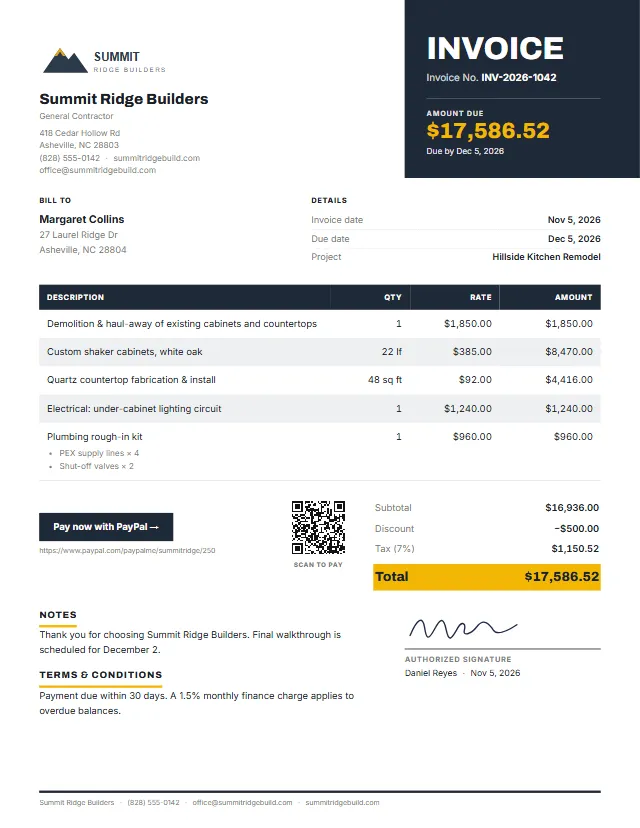 SUMMIT
RIDGE BUILDERS
INVOICE
Invoice No. INV-2026-1042
AMOUNT DUE
$17,586.52
Due by Dec 5, 2026
Summit Ridge Builders
General Contractor
418 Cedar Hollow Rd
Asheville, NC 28803
(828) 555-0142 · summitridgebuild.com
office@summitridgebuild.com
BILL TO
Margaret Collins
27 Laurel Ridge Dr
Asheville, NC 28804
DETAILS
Invoice date Nov 5, 2026
Due date Dec 5, 2026
Project Hillside Kitchen Remodel
DESCRIPTION QTY RATE AMOUNT
Demolition & haul-away of existing cabinets and countertops 1 $1,850.00 $1,850.00
Custom shaker cabinets, white oak 22 lf $385.00 $8,470.00
Quartz countertop fabrication & install 48 sq ft $92.00 $4,416.00
Electrical: under-cabinet lighting circuit 1 $1,240.00 $1,240.00
Plumbing rough-in kit 1 $960.00 $960.00
• PEX supply lines × 4
• Shut-off valves × 2
Pay now with PayPal →
https://www.paypal.com/paypalme/summitridge/250
SCAN TO PAY
Subtotal $16,936.00
Discount −$500.00
Tax (7%) $1,150.52
Total $17,586.52
NOTES
Thank you for choosing Summit Ridge Builders. Final walkthrough is
scheduled for December 2.
TERMS & CONDITIONS
Payment due within 30 days. A 1.5% monthly finance charge applies to
overdue balances.
AUTHORIZED SIGNATURE
Daniel Reyes · Nov 5, 2026
Summit Ridge Builders · (828) 555-0142 · office@summitridgebuild.com · summitridgebuild.com